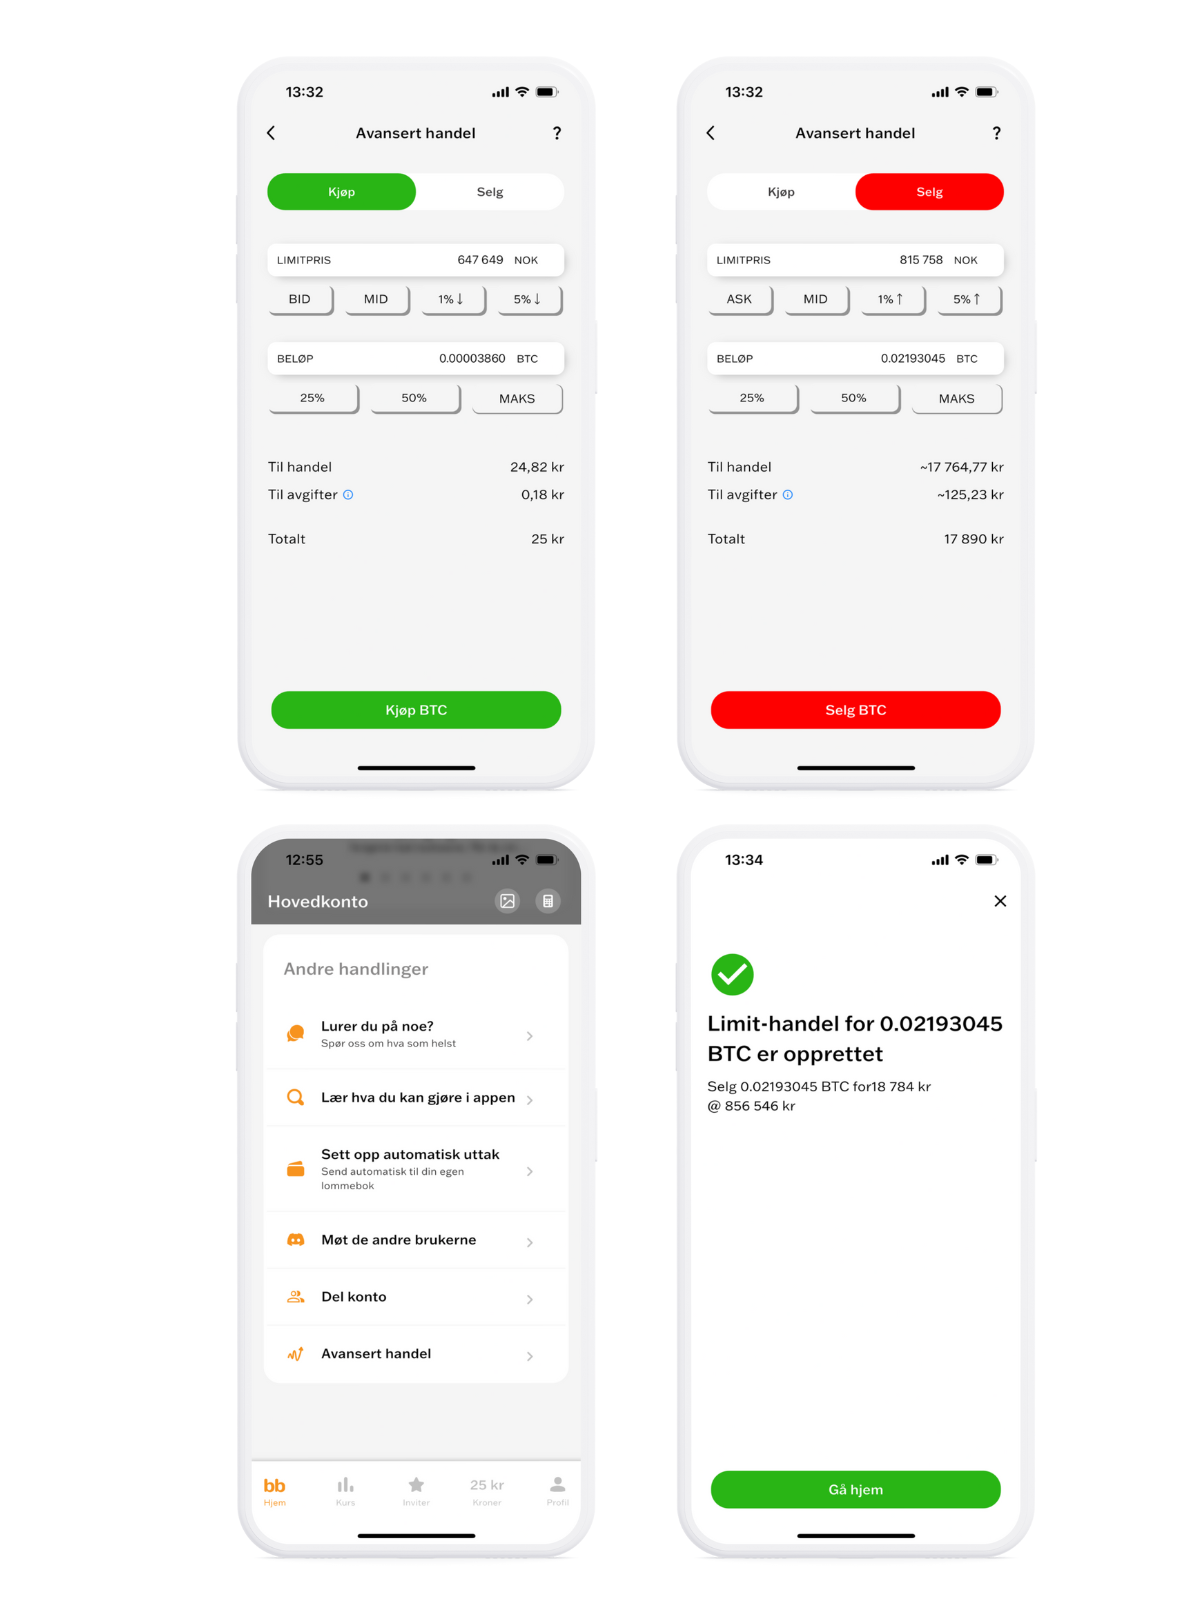 13:32
Avansert handel ?
Kjøp Selg
LIMITPRIS 647 649 NOK
BID MID 1%↓ 5%↓
BELØP 0.00003860 BTC
25% 50% MAKS
Til handel 24,82 kr
Til avgifter 0,18 kr
Totalt 25 kr
Kjøp BTC
13:32
Avansert handel ?
Kjøp Selg
LIMITPRIS 815 758 NOK
ASK MID 1%↑ 5%↑
BELØP 0.02193045 BTC
25% 50% MAKS
Til handel ~17 764,77 kr
Til avgifter ~125,23 kr
Totalt 17 890 kr
Selg BTC
12:55
Hovedkonto
Andre handlinger
Lurer du på noe?
Spør oss om hva som helst
Lær hva du kan gjøre i appen
Sett opp automatisk uttak
Send automatisk til din egen
lommebok
Møt de andre brukerne
Del konto
Avansert handel
bb 25 kr
Hjem Kurs Inviter Kroner Profil
13:34
Limit-handel for 0.02193045
BTC er opprettet
Selg 0.02193045 BTC for18 784 kr
@ 856 546 kr
Gå hjem